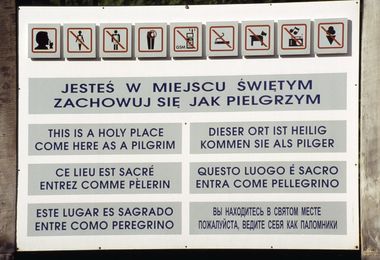 GSM
JESTEŚ W MIEJSCU ŚWIĘTYM
ZACHOWUJ SIĘ JAK PIELGRZYM
THIS IS A HOLY PLACE
COME HERE AS A PILGRIM
DIESER ORT IST HEILIG
KOMMEN SIE ALS PILGER
CE LIEU EST SACRÉ
ENTREZ COMME PÈLERIN
QUESTO LUOGO É SACRO
ENTRA COME PELLEGRINO
ESTE LUGAR ES SAGRADO
ENTRE COMO PEREGRINO
ВЫ НАХОДИТЕСЬ В СВЯТОМ МЕСТЕ
ПОЖАЛУЙСТА, ВЕДИТЕ СЕБЯ КАК ПАЛОМНИКИ